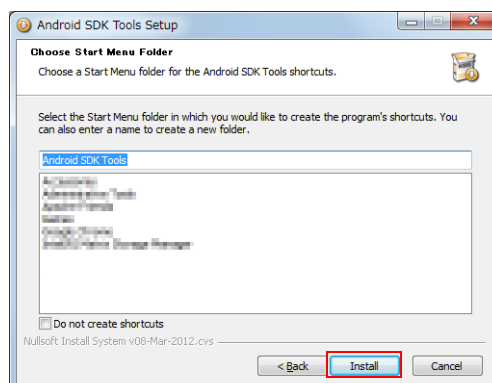 Android SDK Tools Setup
Choose Start Menu Folder
Choose a Start Menu folder for the Android SDK Tools shortcuts.
Select the Start Menu folder in which you would like to create the program's shortcuts. You
can also enter a name to create a new folder.
Android SDK Tools
Do not create shortcuts
Nullsoft Install System v08-Mar-2012.cvs
< Back
Install
Cancel